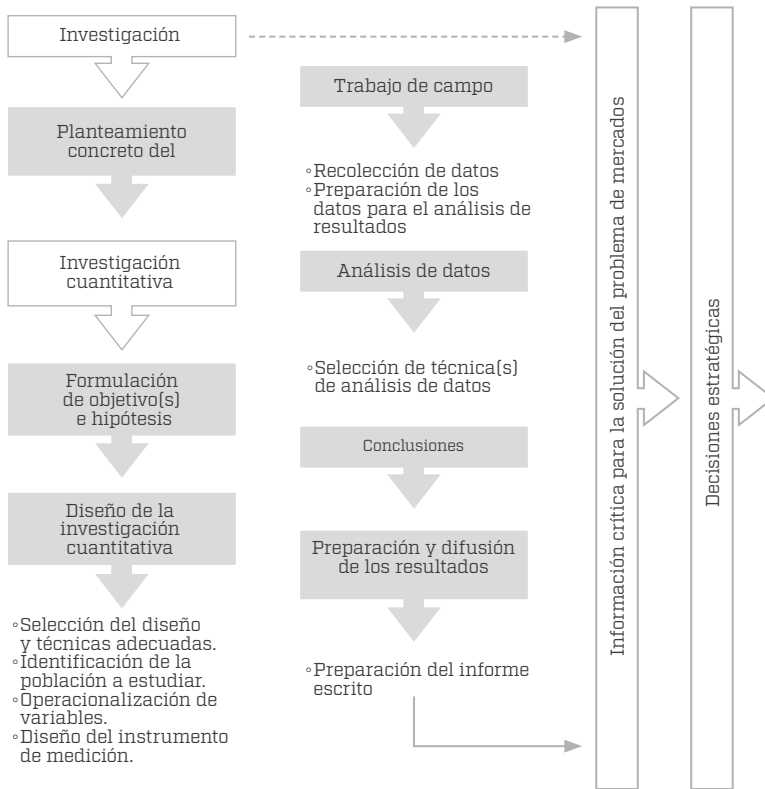 Investigación
Planteamiento
concreto del
Investigación
cuantitativa
Formulación
de objetivo(s)
e hipótesis
Diseño de la
investigación
cuantitativa
◦Selección del diseño
y técnicas adecuadas.
◦Identificación de la
población a estudiar.
◦Operacionalización de
variables.
◦Diseño del instrumento
de medición.
Trabajo de campo
◦Recolección de datos
◦Preparación de los
datos para el análisis de
resultados
Análisis de datos
◦Selección de técnica(s)
de análisis de datos
Conclusiones
Preparación y difusión
de los resultados
◦Preparación del informe
escrito
Información crítica para la solución del problema de mercados
Decisiones estratégicas